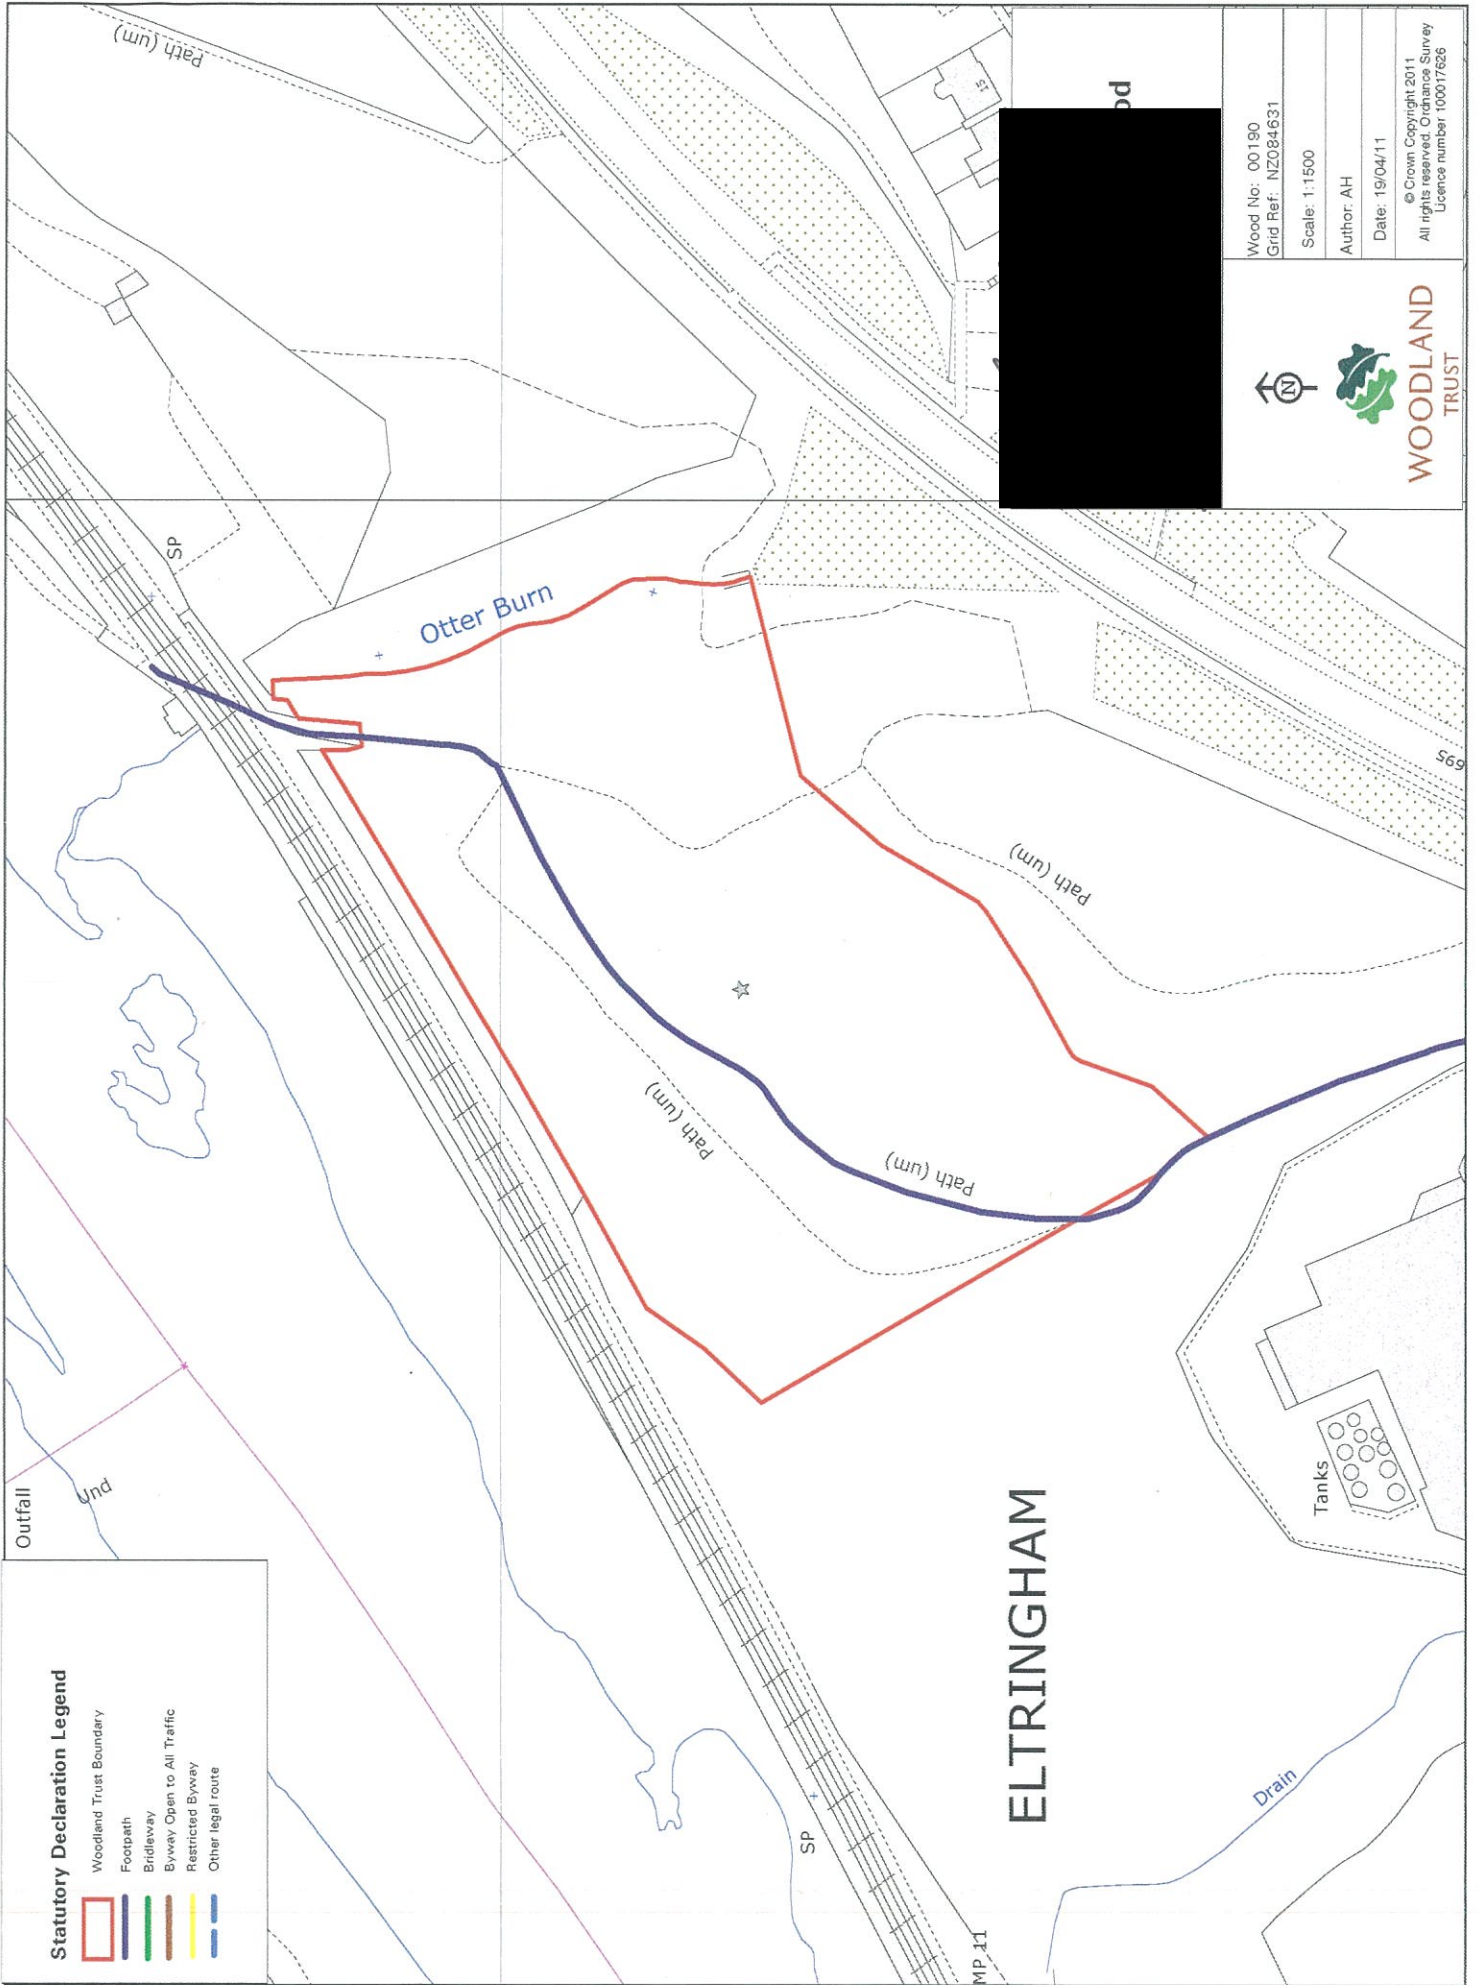 Statutory Declaration Legend
Woodland Trust Boundary
Footpath
Bridleway
Byway Open to All Traffic
Restricted Byway
Other legal route
Outfall
Und
Path (um)
SP
Otter Burn
Path (um)
Path (um)
Path (um)
SP
MP 11
ELTRINGHAM
Tanks
Drain
695
15
od
Wood No: 00190
Grid Ref: NZ084631
Scale: 1:1500
Author: AH
Date: 19/04/11
© Crown Copyright 2011
All rights reserved. Ordnance Survey
Licence number 100017626
N
WOODLAND
TRUST